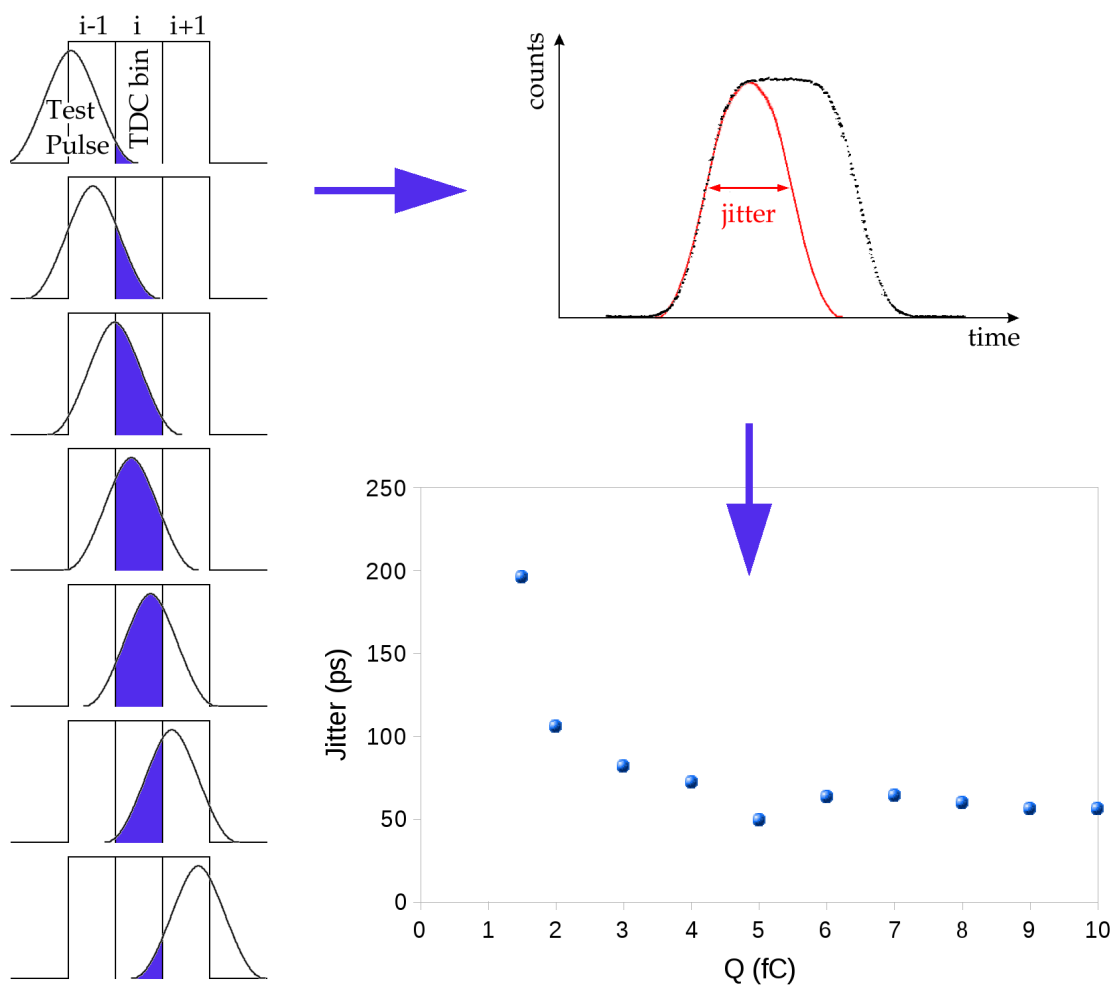 i-1 i i+1
Test
Pulse
TDC bin
counts
jitter
time
250
200
150
100
50
0
Jitter (ps)
0 1 2 3 4 5 6 7 8 9 10
Q (fC)